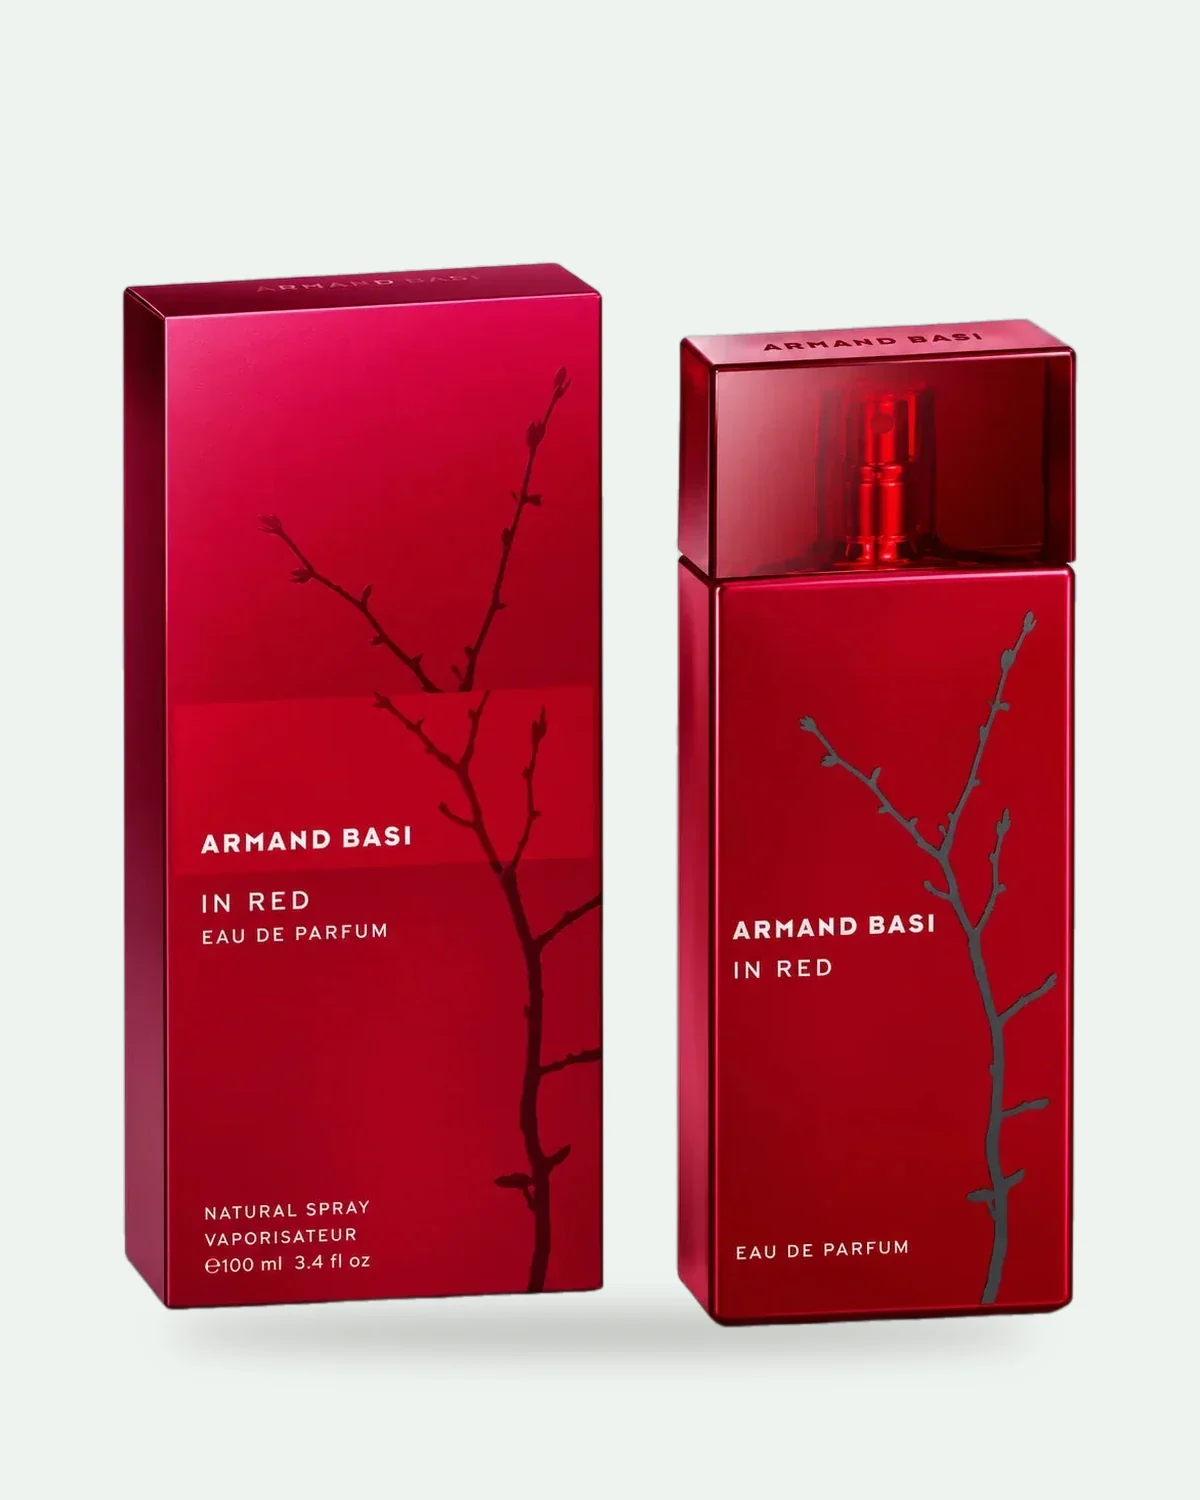 ARMAND BASI
ARMAND BASI
IN RED
EAU DE PARFUM
NATURAL SPRAY
VAPORISATEUR
℮100 ml 3.4 fl oz
ARMAND BASI
ARMAND BASI
IN RED
EAU DE PARFUM